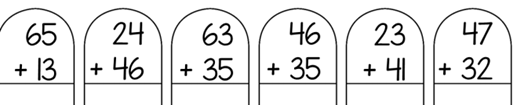 65 24 63 46 23 47
+ 13 + 46 + 35 + 35 + 41 + 32